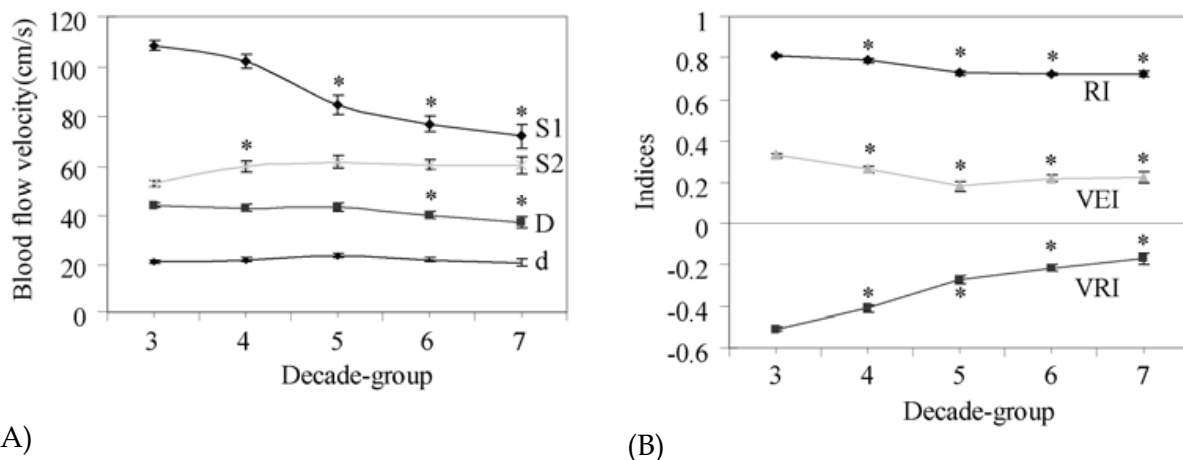 120
100
80
60
40
20
0
Blood flow velocity(cm/s)
* * *
S1
*
S2
* *
D
d
3 4 5 6 7
Decade-group
A)
1
0.8
0.6
0.4
0.2
0
-0.2
-0.4
-0.6
Indices
* * * *
RI
* * * *
VEI
* * * *
VRI
3 4 5 6 7
Decade-group
(B)